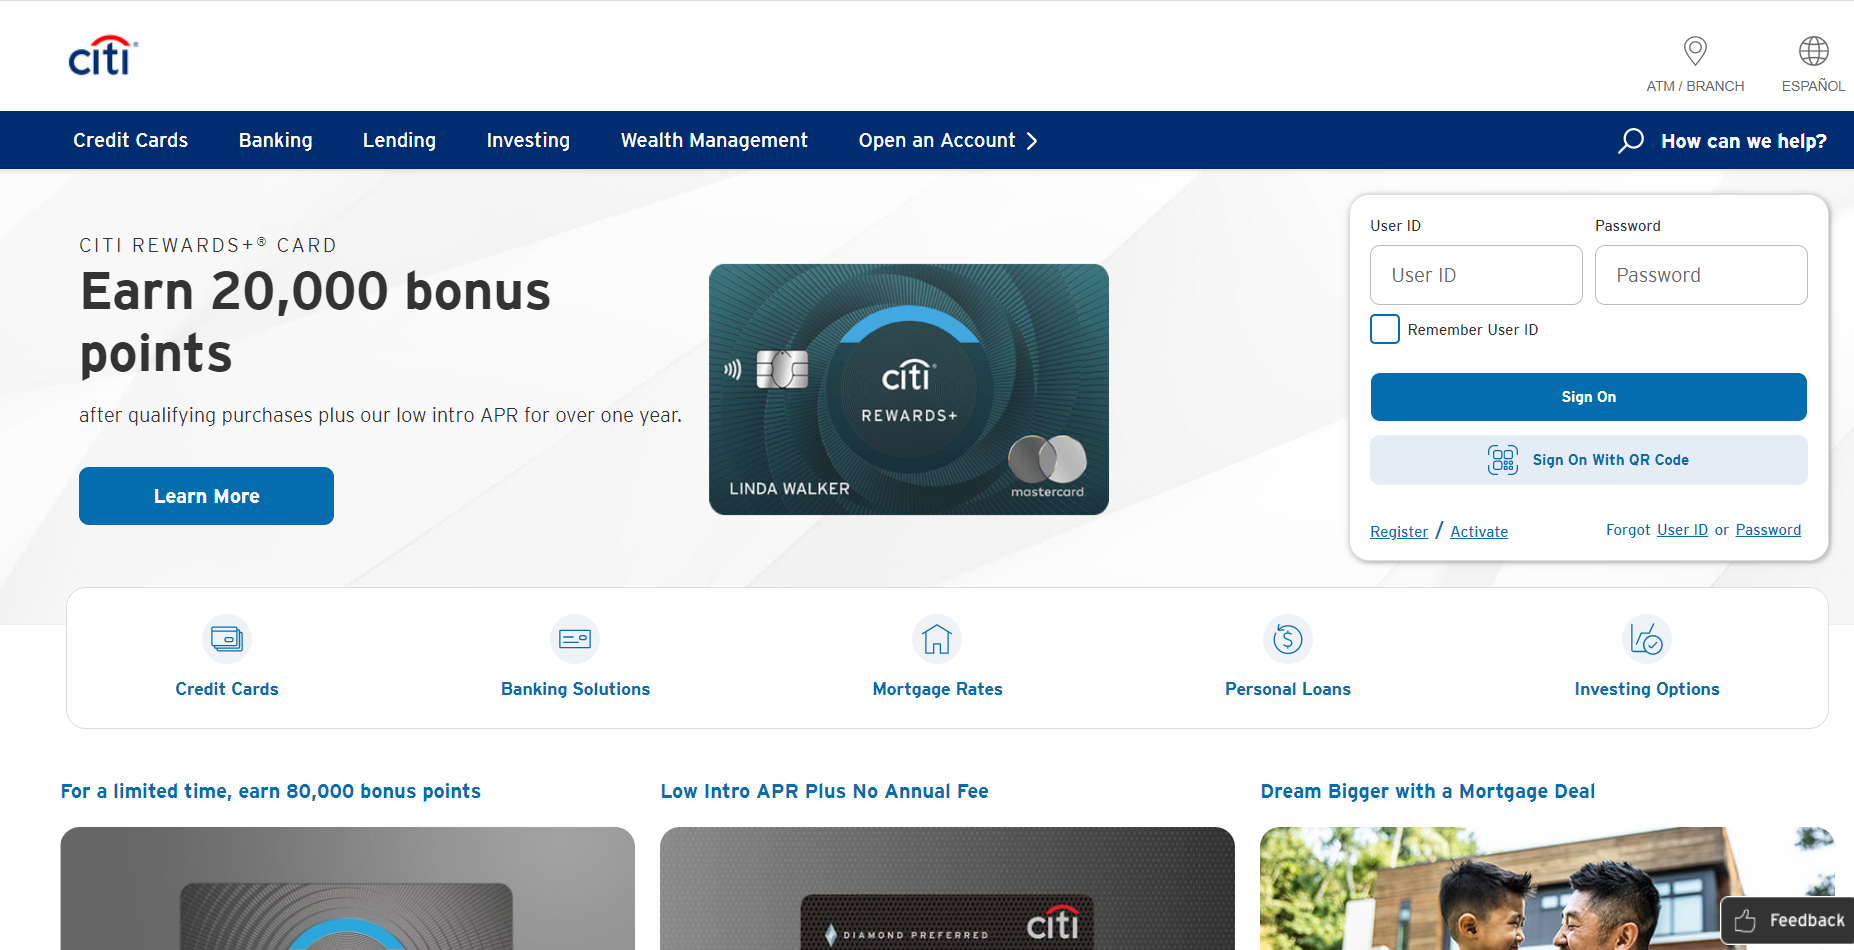 citi
ATM / BRANCH
ESPAÑOL
Credit Cards
Banking
Lending
Investing
Wealth Management
Open an Account
How can we help?
CITI REWARDS+® CARD
Earn 20,000 bonus
points
after qualifying purchases plus our low intro APR for over one year.
Learn More
citi
REWARDS+
LINDA WALKER
mastercard
User ID
Password
User ID
Password
Remember User ID
Sign On
Sign On With QR Code
Register / Activate
Forgot User ID or Password
Credit Cards
Banking Solutions
Mortgage Rates
Personal Loans
Investing Options
For a limited time, earn 80,000 bonus points
Low Intro APR Plus No Annual Fee
Dream Bigger with a Mortgage Deal
citi
DIAMOND PREFERRED
Feedback